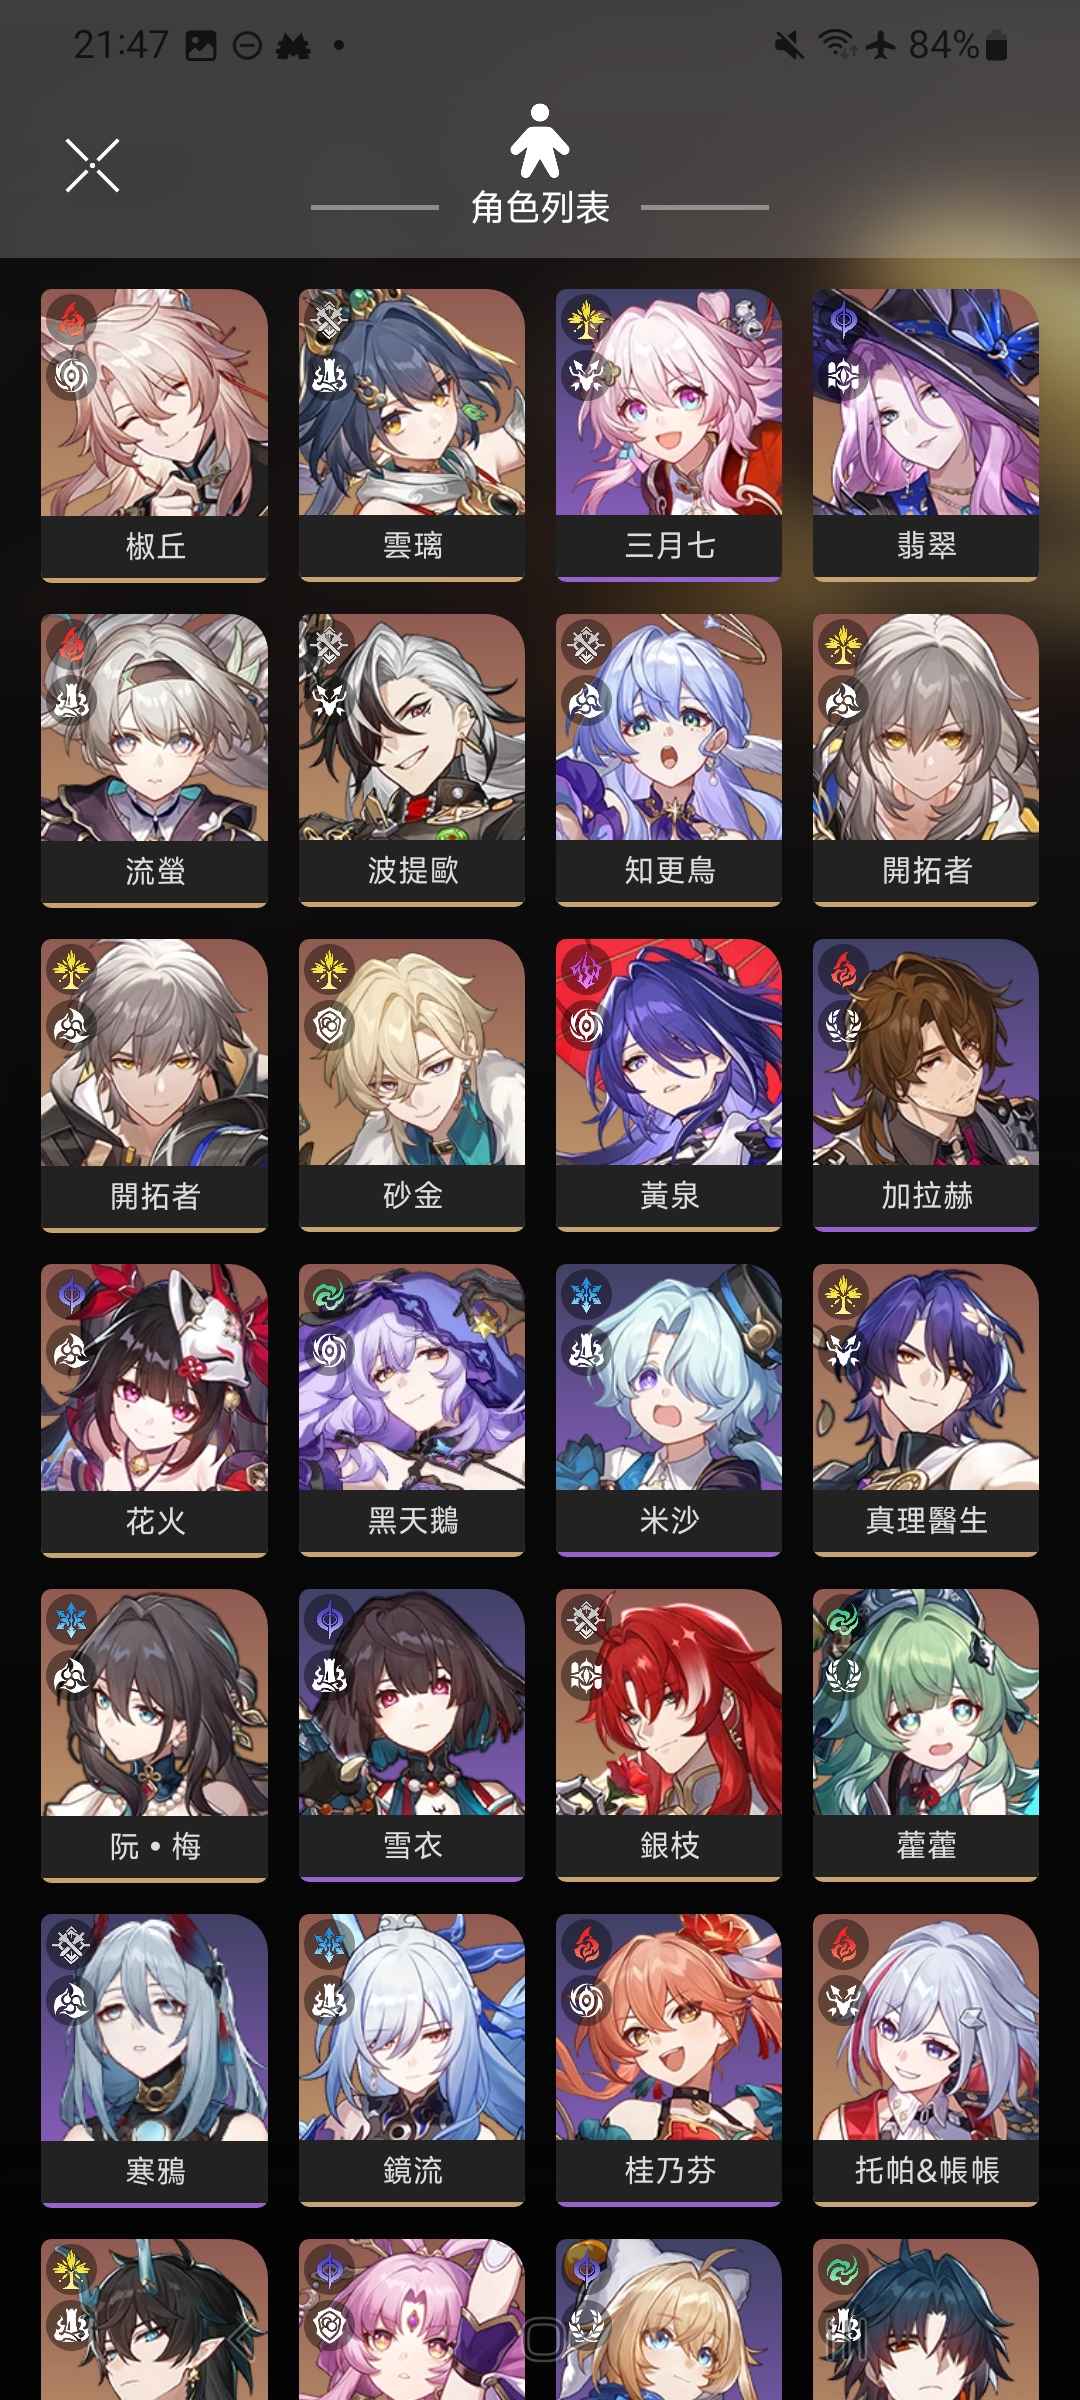 21:47
84%
角色列表
椒丘
雲璃
三月七
翡翠
流螢
波提歐
知更鳥
開拓者
開拓者
砂金
黃泉
加拉赫
花火
黑天鵝
米沙
真理醫生
阮•梅
雪衣
銀枝
藿藿
寒鴉
鏡流
桂乃芬
托帕&帳帳